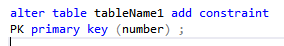 alter table tableName1 add constraint
PK primary key (number) ;